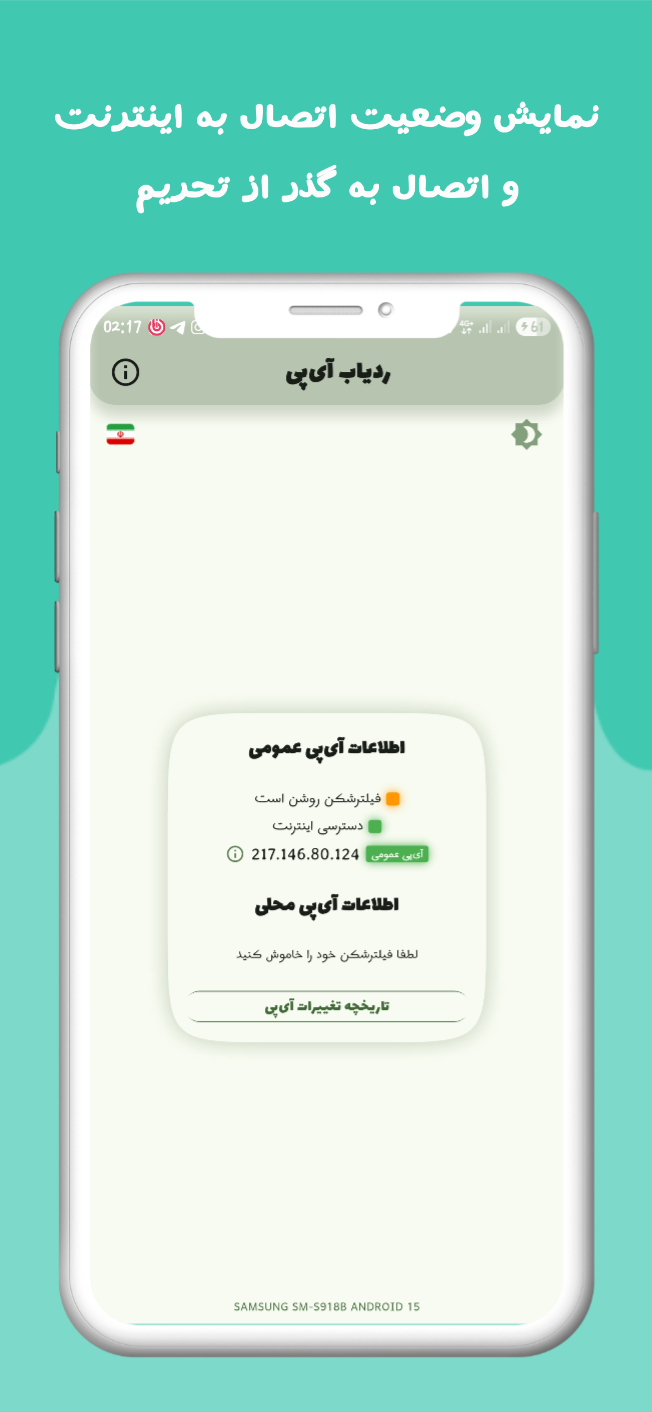 نمایش وضعیت اتصال به اینترنت
و اتصال به گذر از تحریم
02:17
4G+
61
ردیاب آی‌پی
اطلاعات آی‌پی عمومی
فیلترشکن روشن است
دسترسی اینترنت
آی‌پی عمومی 217.146.80.124
اطلاعات آی‌پی محلی
لطفا فیلترشکن خود را خاموش کنید
تاریخچه تغییرات آی‌پی
SAMSUNG SM-S918B ANDROID 15